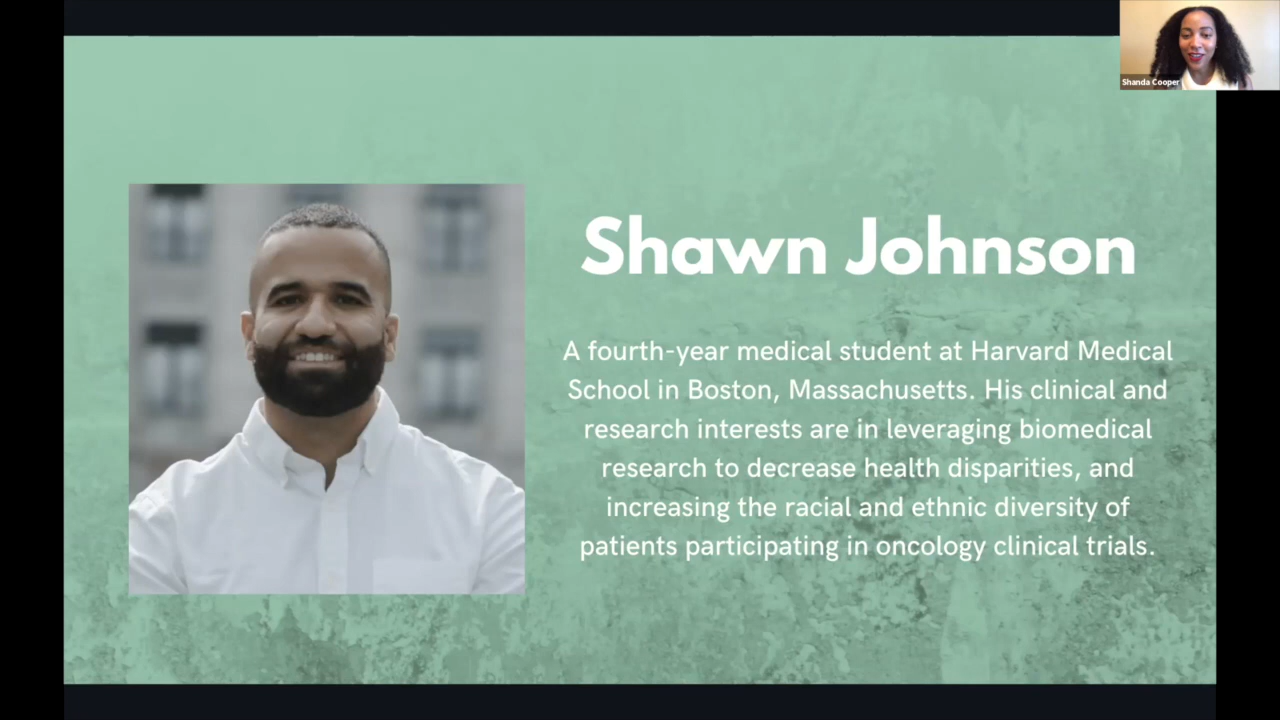 Shanda Cooper
Shawn Johnson
A fourth-year medical student at Harvard Medical
School in Boston, Massachusetts. His clinical and
research interests are in leveraging biomedical
research to decrease health disparities, and
increasing the racial and ethnic diversity of
patients participating in oncology clinical trials.